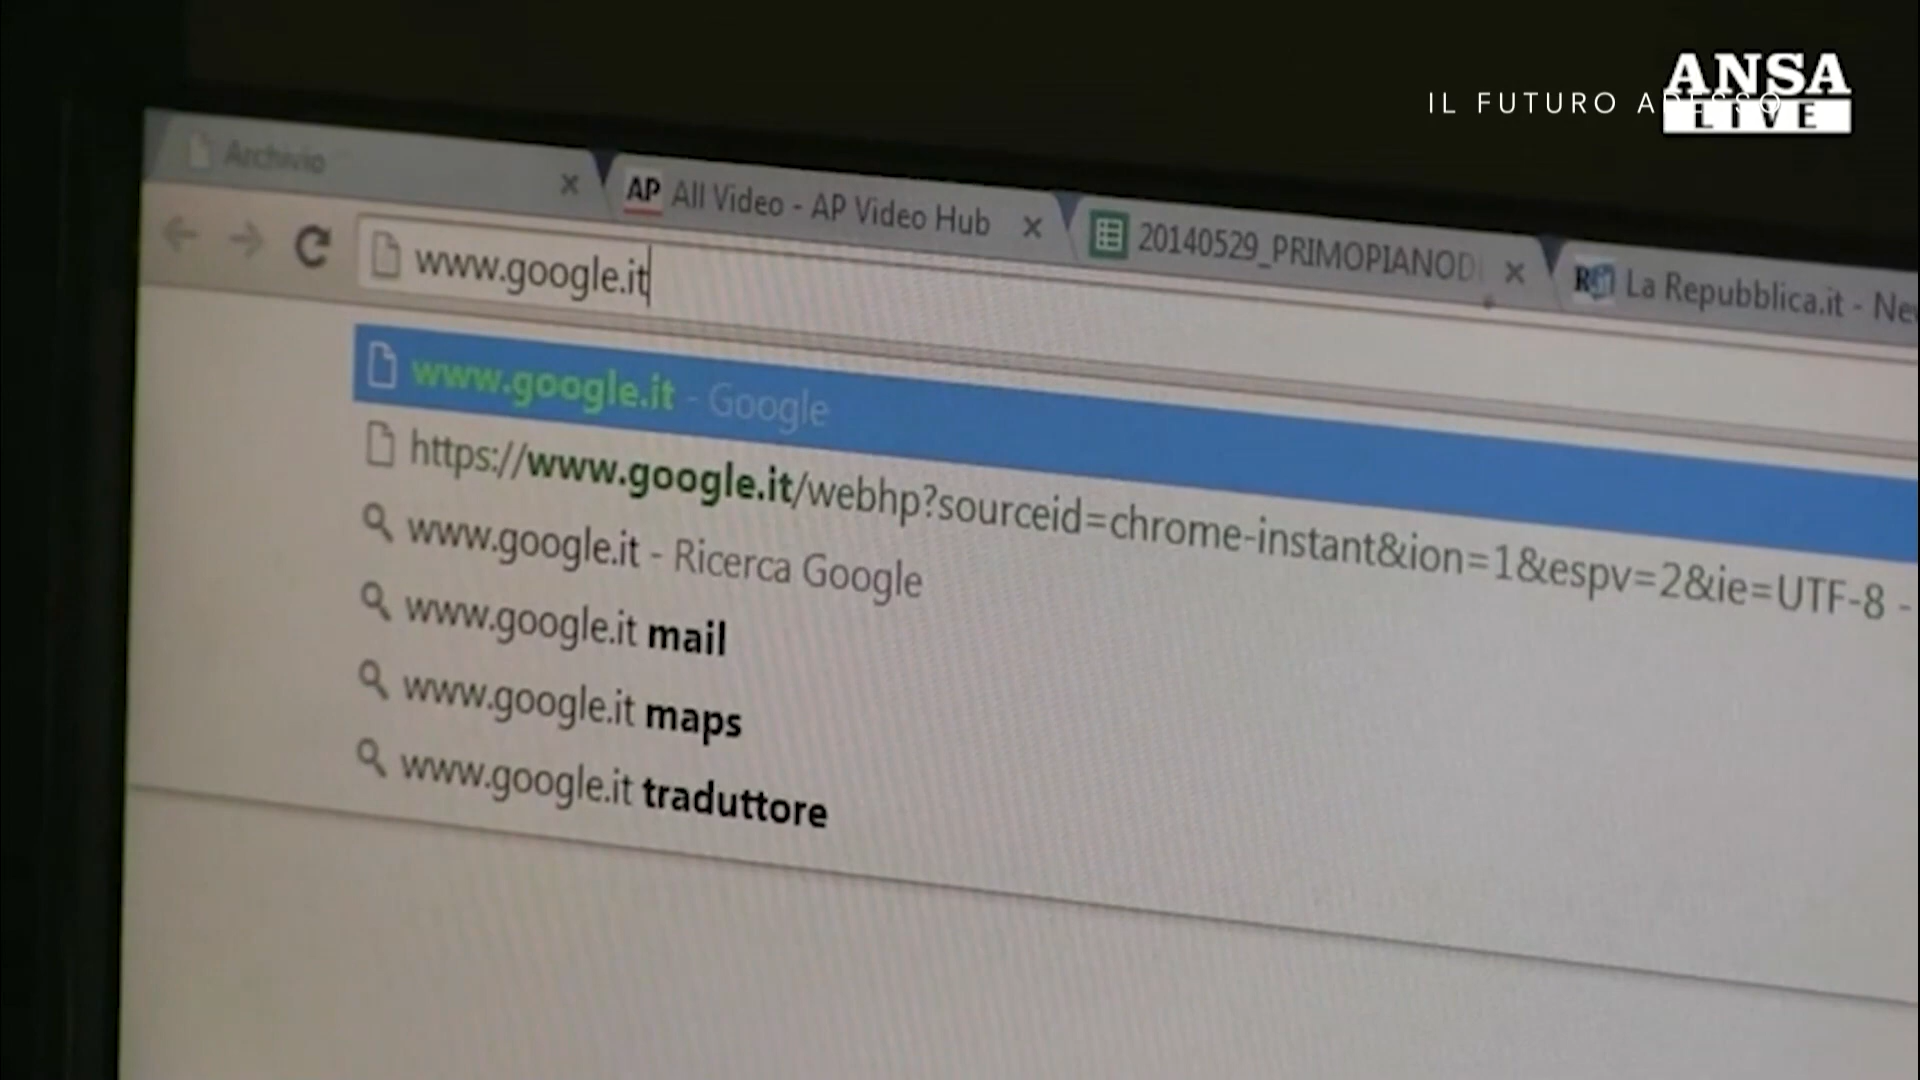 ANSA
IL FUTURO ADESSO
LIVE
Archivio
AP All Video - AP Video Hub
20140529_PRIMOPIANOD
R La Repubblica.it - Ne
www.google.it
www.google.it - Google
https://www.google.it/webhp?sourceid=chrome-instant&ion=1&espv=2&ie=UTF-8 -
www.google.it - Ricerca Google
www.google.it mail
www.google.it maps
www.google.it traduttore